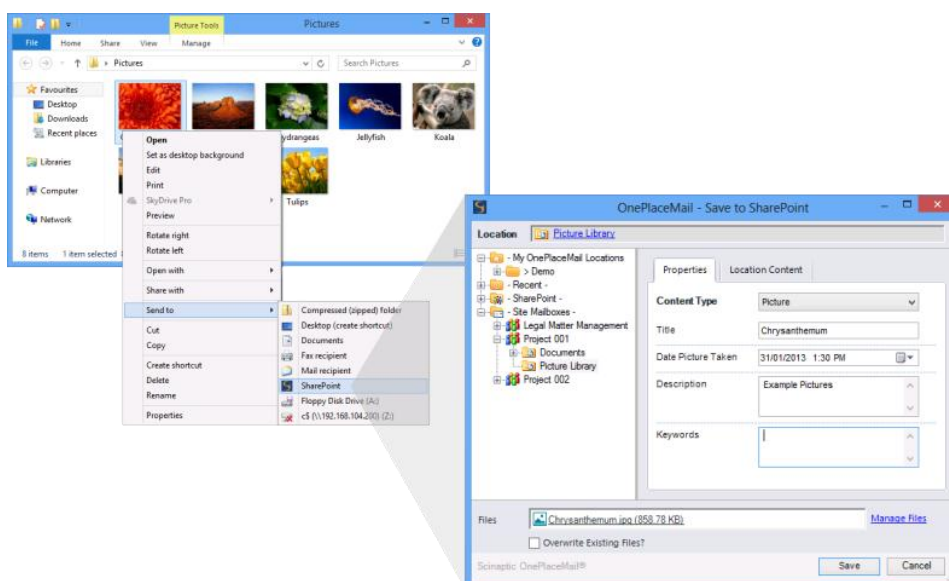 Picture Tools
Pictures
File
Home
Share
View
Manage
Pictures
Search Pictures
Favourites
Desktop
Downloads
Recent places
Libraries
Computer
Network
ydrangeas
Jellyfish
Koala
Tulips
8 items
1 item selected
Open
Set as desktop background
Edit
Print
SkyDrive Pro
Preview
Rotate right
Rotate left
Open with
Share with
Send to
Cut
Copy
Create shortcut
Delete
Rename
Properties
Compressed (zipped) folder
Desktop (create shortcut)
Documents
Fax recipient
Mail recipient
SharePoint
Floppy Disk Drive (A:)
c$ (\\192.168.104.200) (Z:)
OnePlaceMail - Save to SharePoint
Location
Picture Library
- My OnePlaceMail Locations
> Demo
- Recent -
- SharePoint -
- Site Mailboxes -
Legal Matter Management
Project 001
Documents
Picture Library
Project 002
Properties
Location Content
Content Type
Picture
Title
Chrysanthemum
Date Picture Taken
31/01/2013 1:30 PM
Description
Example Pictures
Keywords
Files
Chrysanthemum.jpg (858.78 KB)
Manage Files
Overwrite Existing Files?
Scinaptic OnePlaceMail®
Save
Cancel